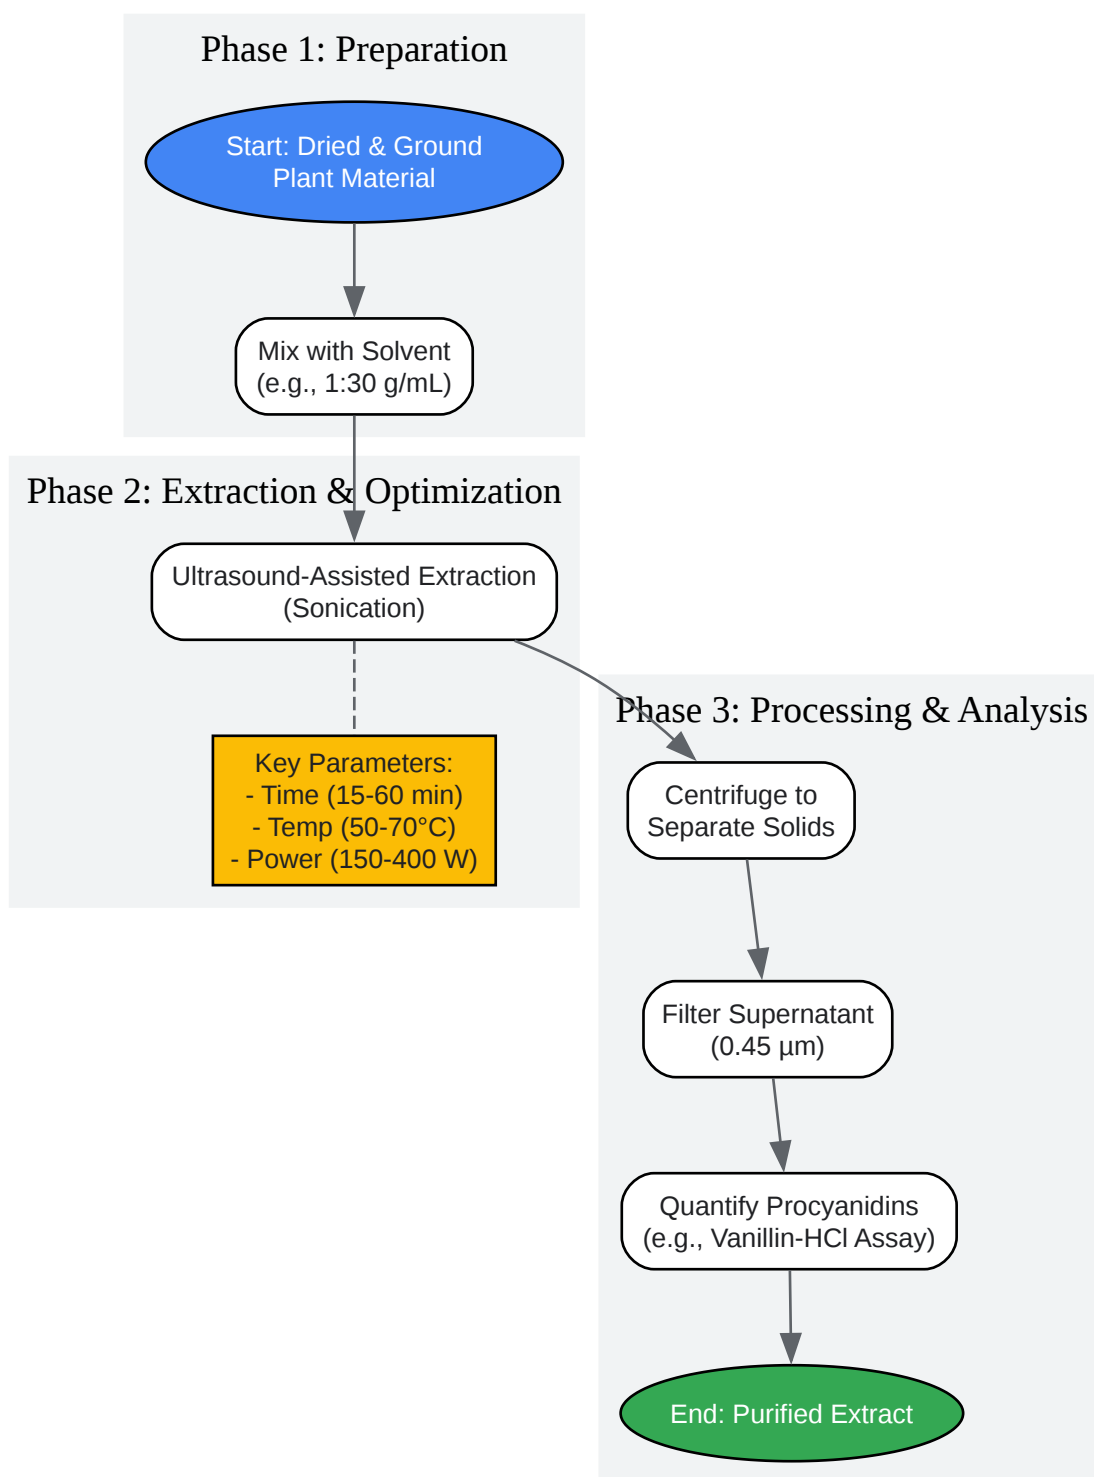 Phase 1: Preparation
Start: Dried & Ground
Plant Material
Mix with Solvent
(e.g., 1:30 g/mL)
Phase 2: Extraction & Optimization
Ultrasound-Assisted Extraction
(Sonication)
Key Parameters:
- Time (15-60 min)
- Temp (50-70°C)
- Power (150-400 W)
Phase 3: Processing & Analysis
Centrifuge to
Separate Solids
Filter Supernatant
(0.45 µm)
Quantify Procyanidins
(e.g., Vanillin-HCl Assay)
End: Purified Extract